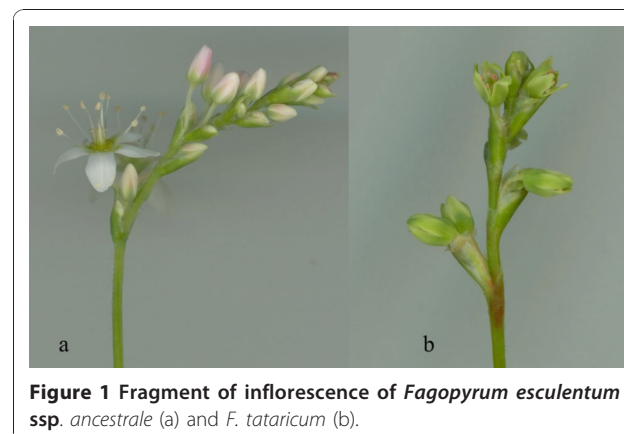 a
b
Figure 1 Fragment of inflorescence of Fagopyrum esculentum
ssp. ancestrale (a) and F. tataricum (b).